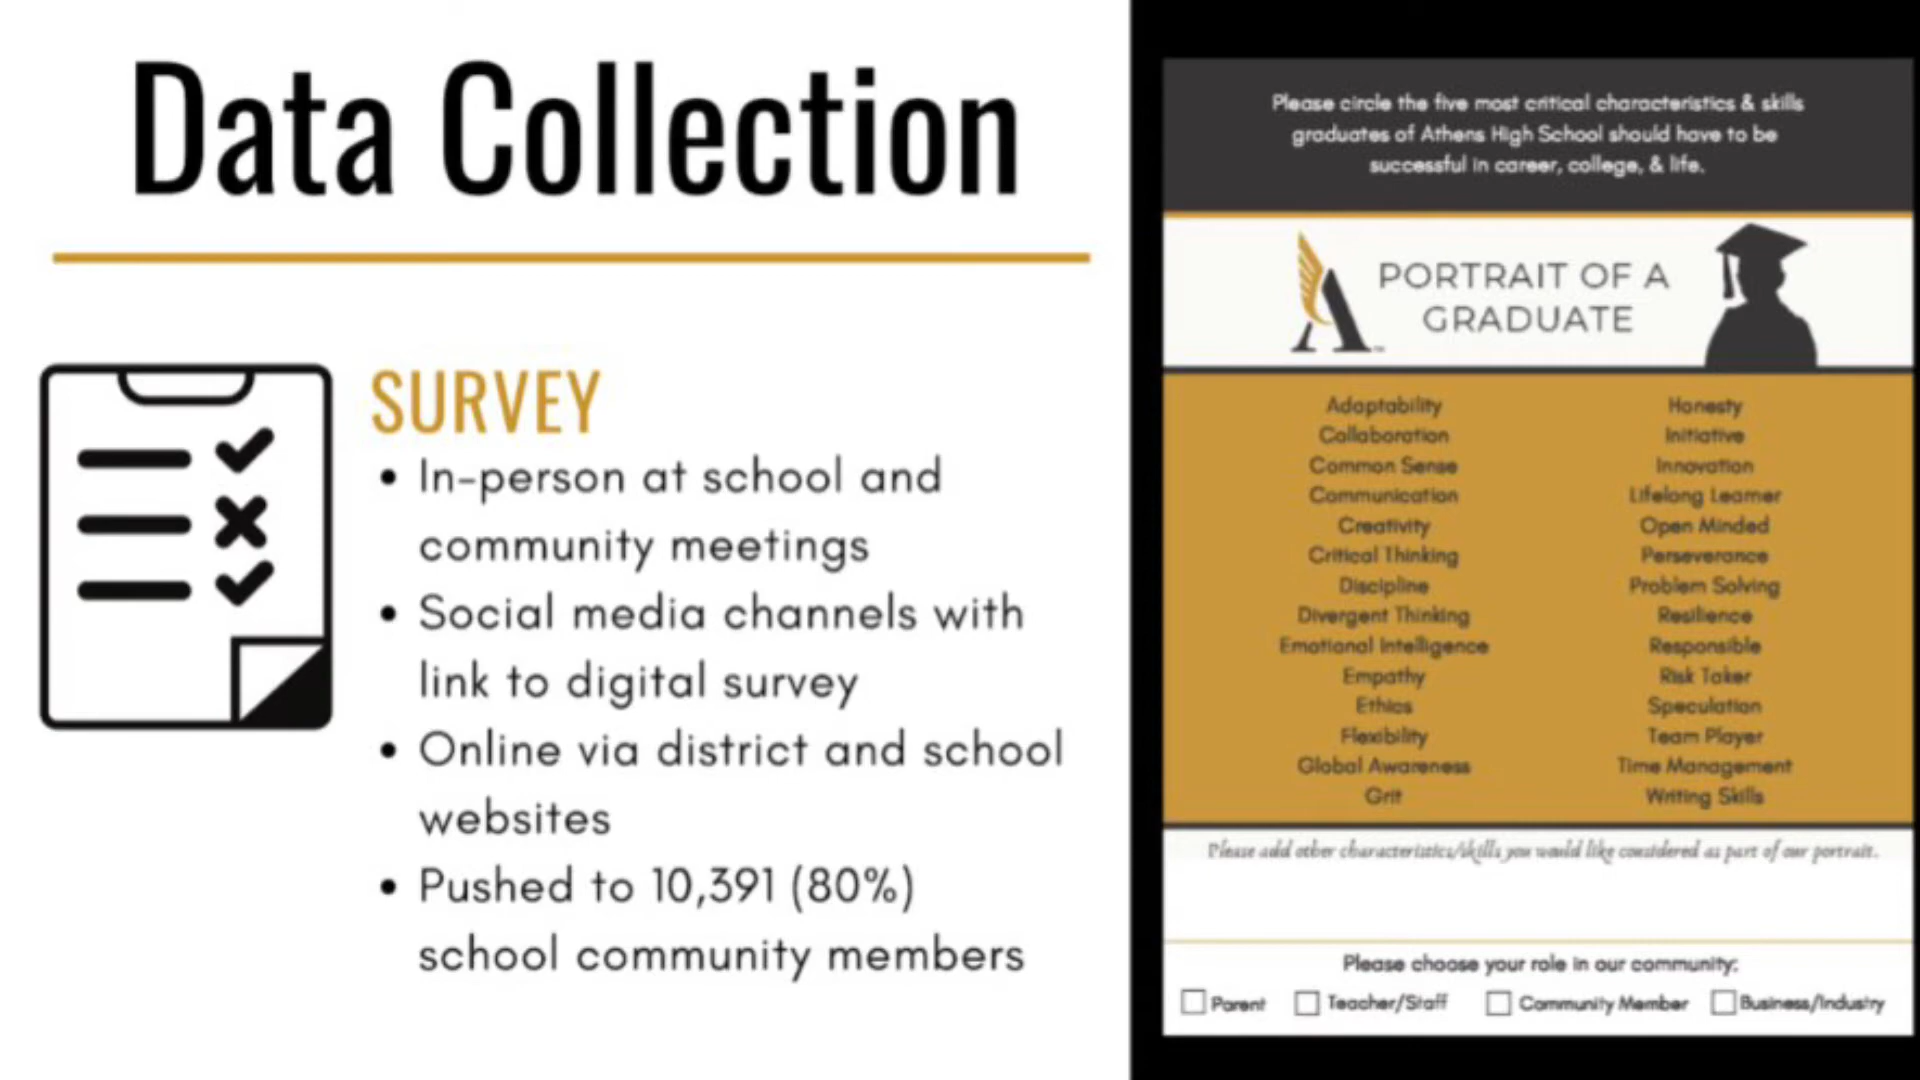 Data Collection
SURVEY
• In-person at school and
community meetings
• Social media channels with
link to digital survey
• Online via district and school
websites
• Pushed to 10,391 (80%)
school community members
Please circle the five most critical characteristics & skills
graduates of Athens High School should have to be
successful in career, college, & life.
A
PORTRAIT OF A
GRADUATE
Adaptability
Collaboration
Common Sense
Communication
Creativity
Critical Thinking
Discipline
Divergent Thinking
Emotional Intelligence
Empathy
Ethics
Flexibility
Global Awareness
Grit
Honesty
Initiative
Innovation
Lifelong Learner
Open Minded
Perseverance
Problem Solving
Resilience
Responsible
Risk Taker
Speculation
Team Player
Time Management
Writing Skills
Please add other characteristics/skills you would like considered as part of our portrait.
Please choose your role in our community:
Parent Teacher/Staff Community Member Business/Industry